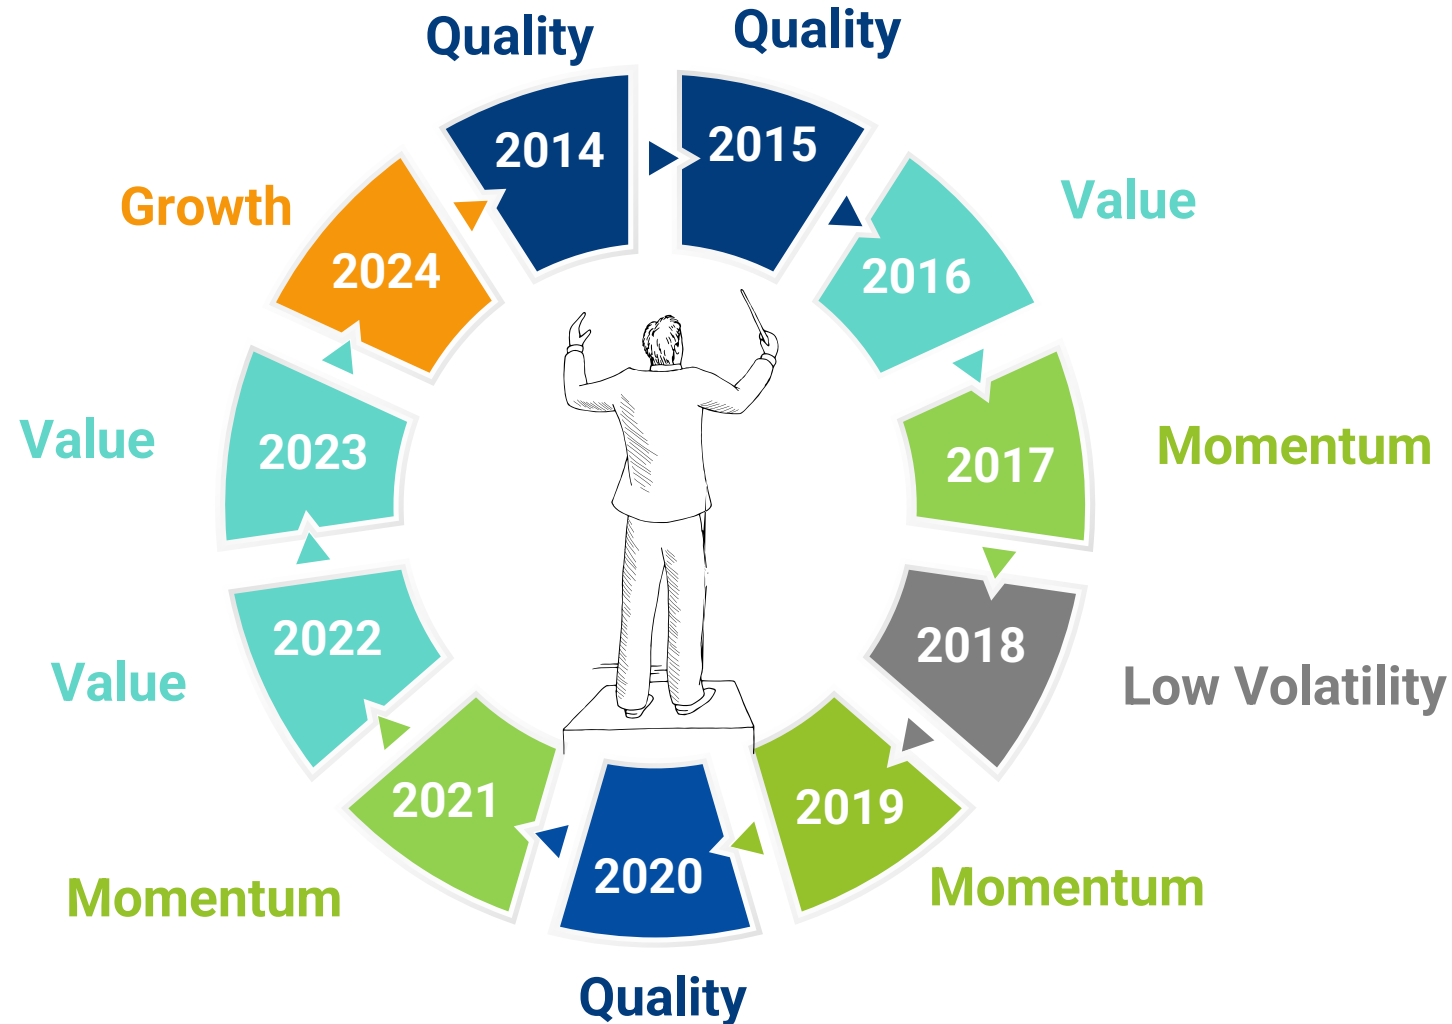 Quality
2014
Quality
2015
Value
2016
Momentum
2017
Low Volatility
2018
Momentum
2019
Quality
2020
Momentum
2021
Value
2022
Value
2023
Growth
2024